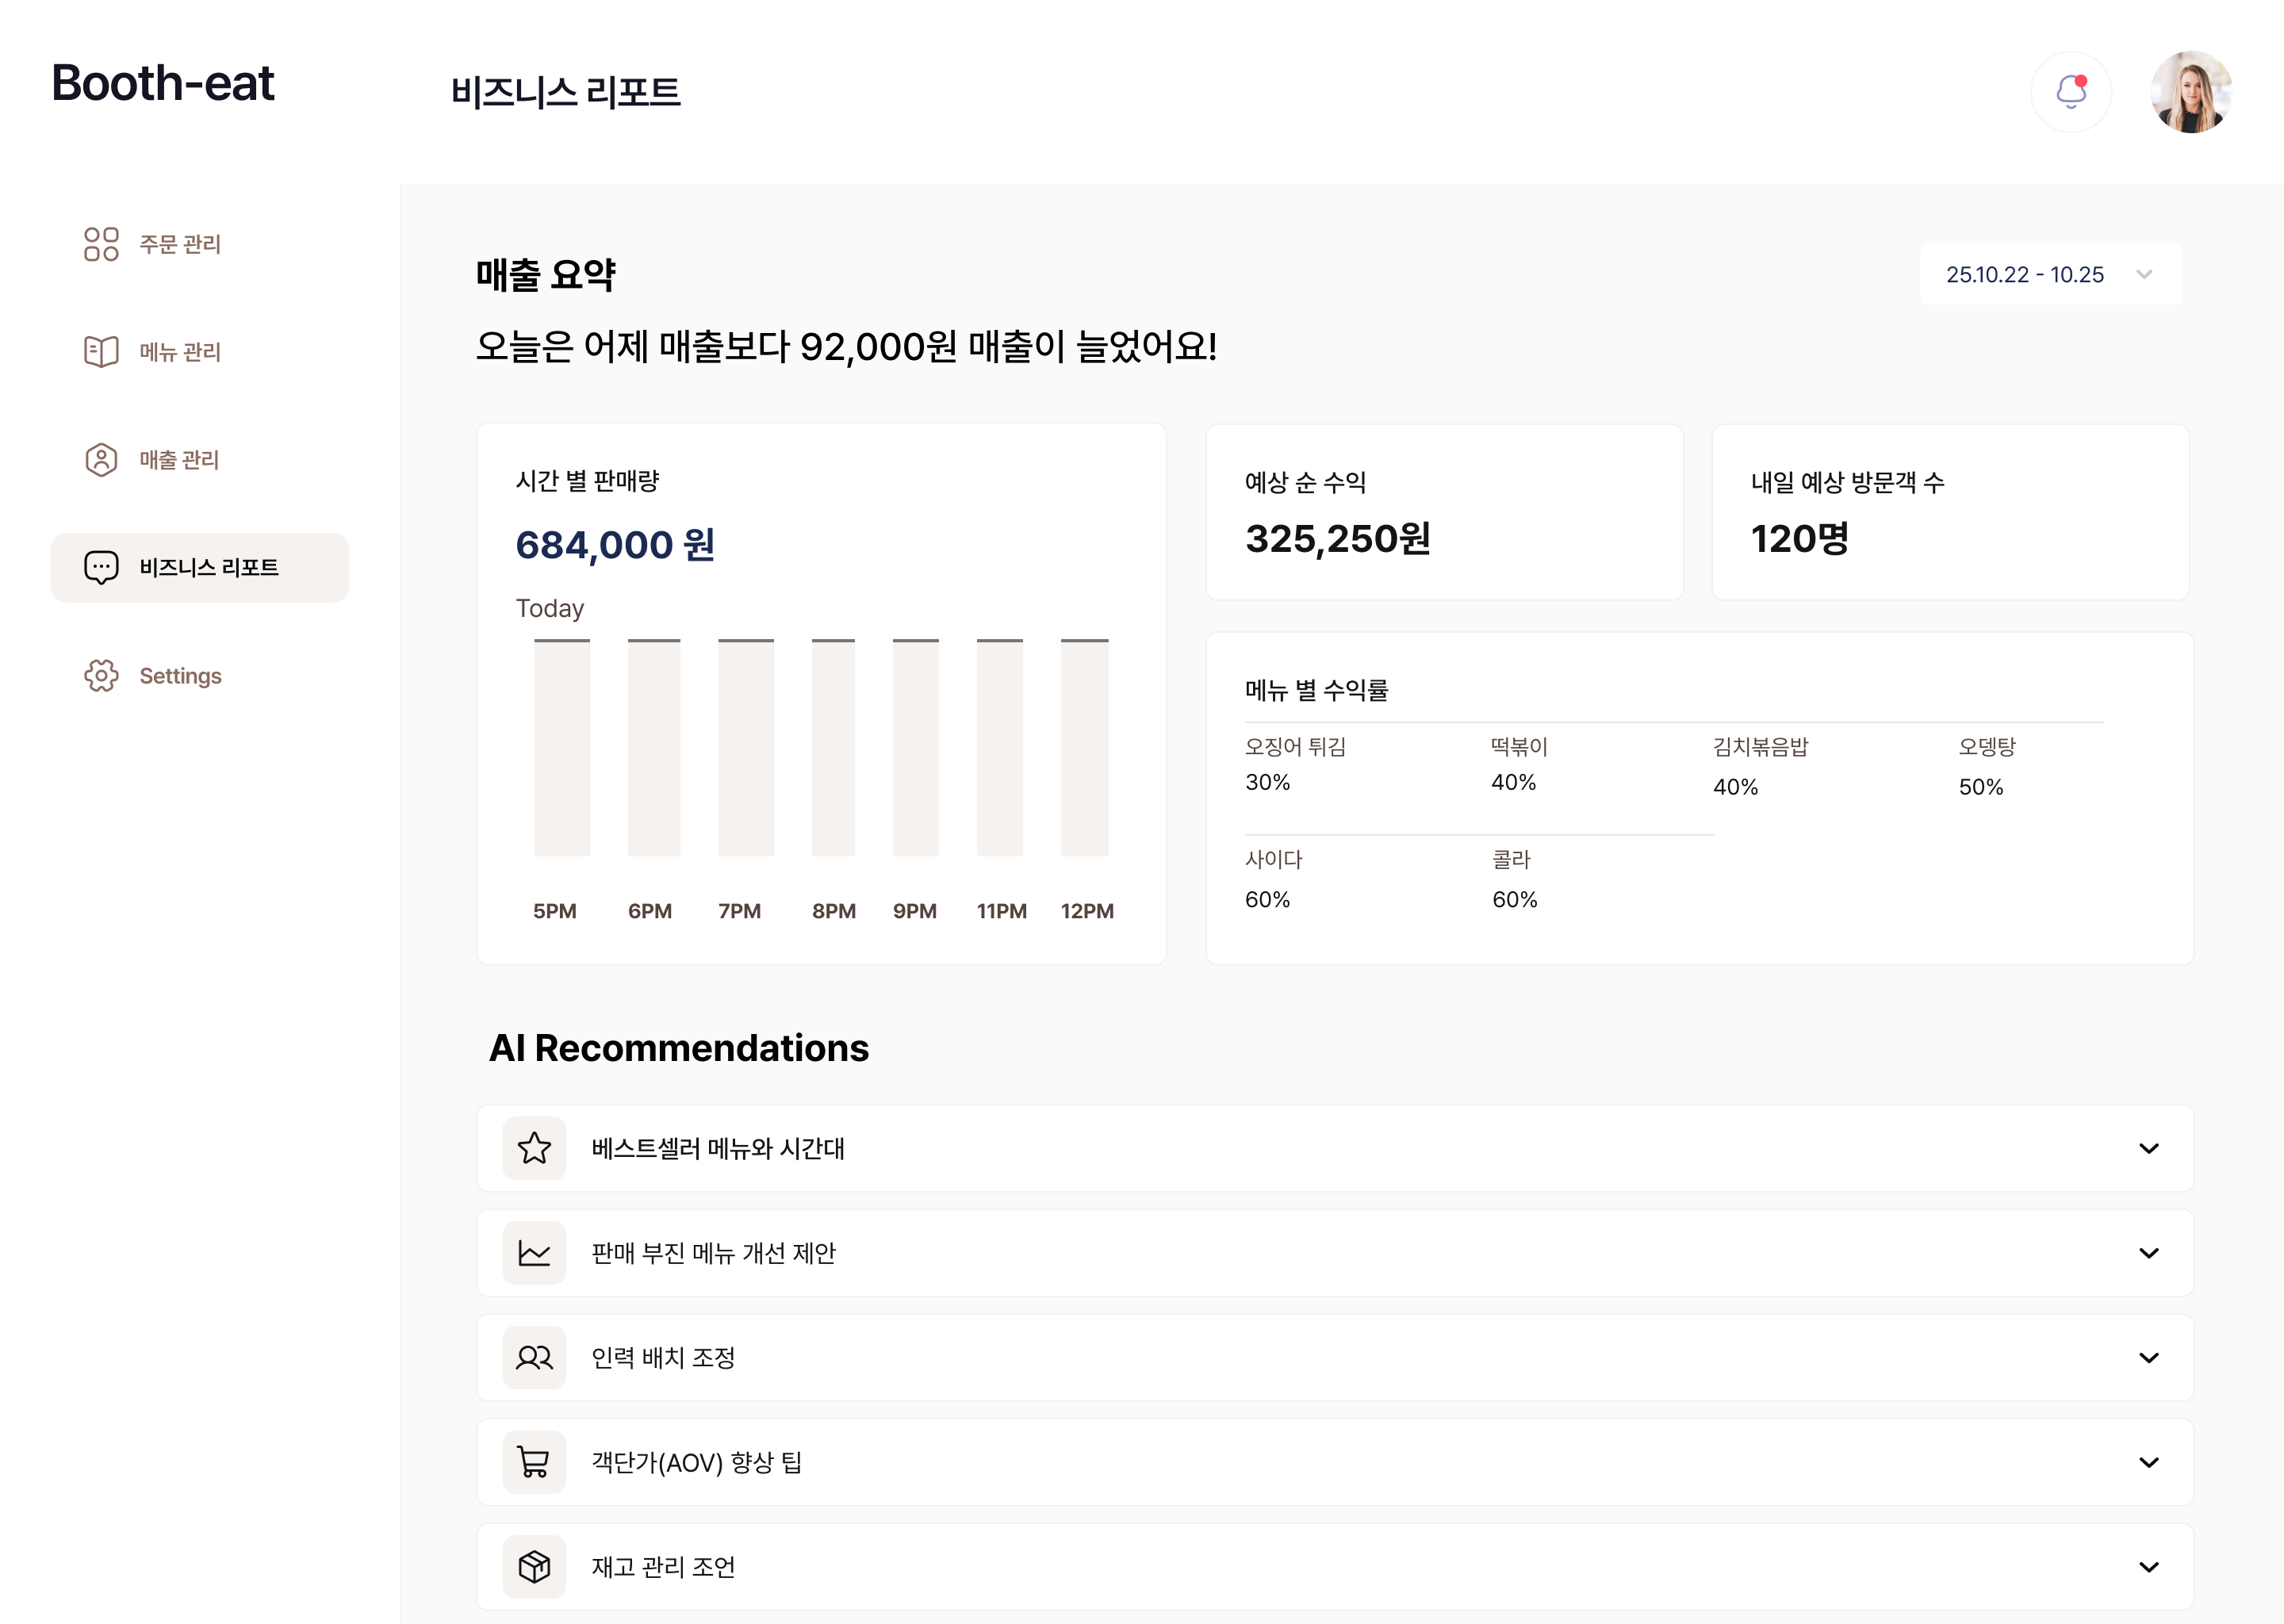 Booth-eat
비즈니스 리포트
주문 관리
메뉴 관리
매출 관리
비즈니스 리포트
Settings
매출 요약
25.10.22 - 10.25
오늘은 어제 매출보다 92,000원 매출이 늘었어요!
시간 별 판매량
684,000 원
Today
5PM 6PM 7PM 8PM 9PM 11PM 12PM
예상 순 수익
325,250원
내일 예상 방문객 수
120명
메뉴 별 수익률
오징어 튀김 떡볶이 김치볶음밥 오뎅탕
30% 40% 40% 50%
사이다 콜라
60% 60%
AI Recommendations
베스트셀러 메뉴와 시간대
판매 부진 메뉴 개선 제안
인력 배치 조정
객단가(AOV) 향상 팁
재고 관리 조언